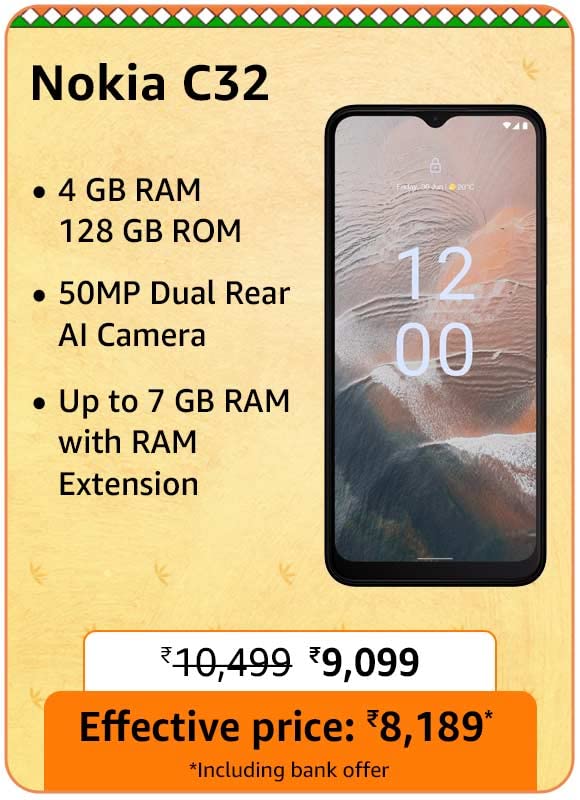 Nokia C32
• 4 GB RAM
128 GB ROM
• 50MP Dual Rear
AI Camera
• Up to 7 GB RAM
with RAM
Extension
Friday, 30 Jun | 20°C
12
00
₹10,499 ₹9,099
Effective price: ₹8,189*
*Including bank offer